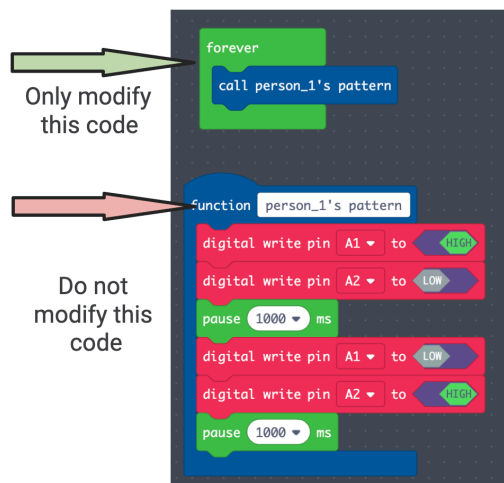 forever
call person_1's pattern
Only modify
this code
function person_1's pattern
digital write pin A1 to HIGH
digital write pin A2 to LOW
pause 1000 ms
Do not
modify this
code
digital write pin A1 to LOW
digital write pin A2 to HIGH
pause 1000 ms